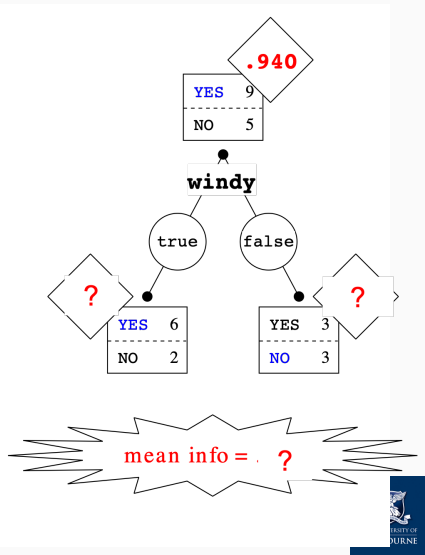 .940
YES 9
NO 5
windy
true false
? ?
YES 6 YES 3
NO 2 NO 3
mean info = ?